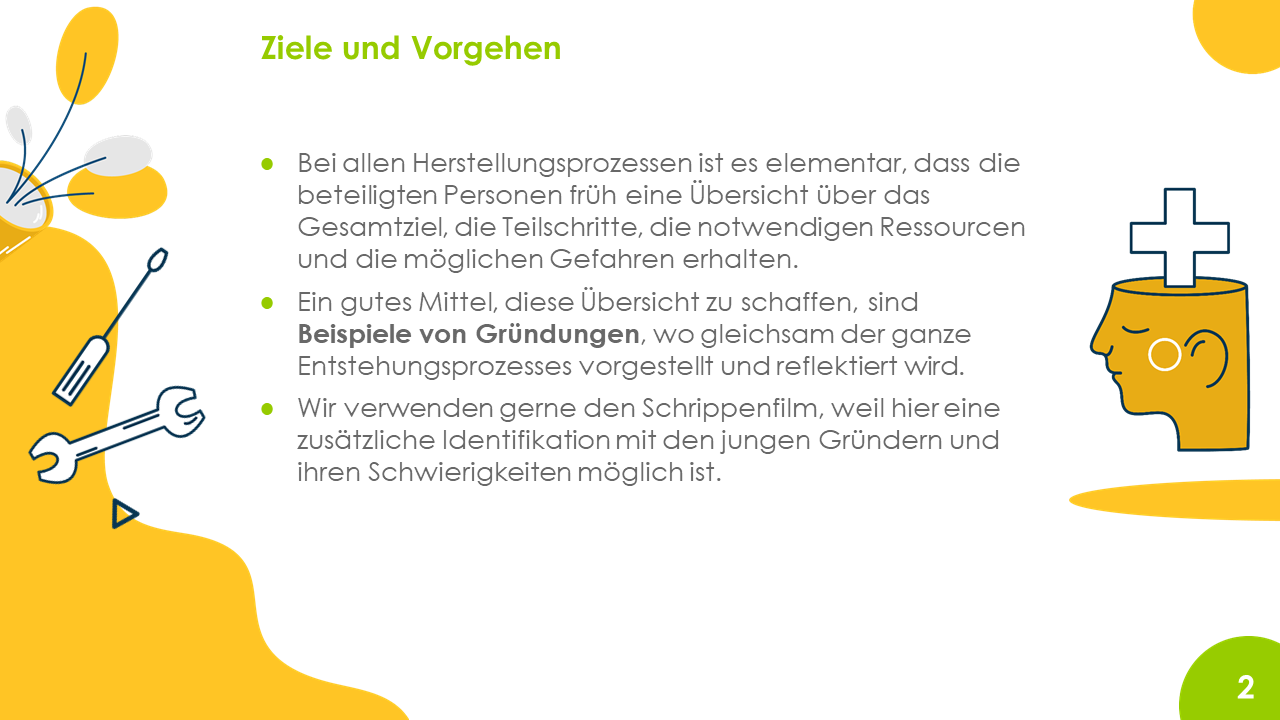 Ziele und Vorgehen
Bei allen Herstellungsprozessen ist es elementar, dass die
beteiligten Personen früh eine Übersicht über das
Gesamtziel, die Teilschritte, die notwendigen Ressourcen
und die möglichen Gefahren erhalten.
Ein gutes Mittel, diese Übersicht zu schaffen, sind
Beispiele von Gründungen, wo gleichsam der ganze
Entstehungsprozesses vorgestellt und reflektiert wird.
Wir verwenden gerne den Schrippenfilm, weil hier eine
zusätzliche Identifikation mit den jungen Gründern und
ihren Schwierigkeiten möglich ist.
2